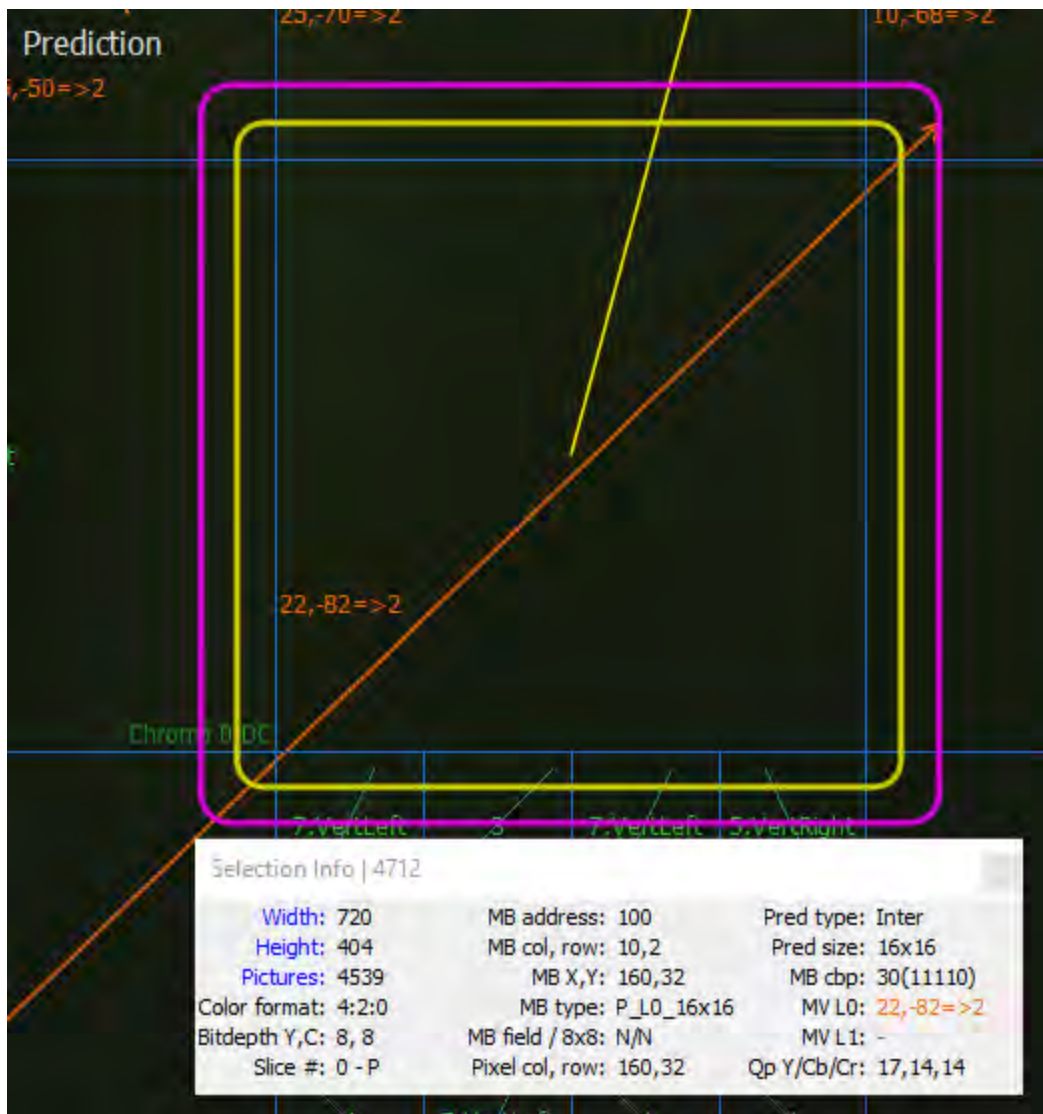 25,-70=>2
10,-68=>2
Prediction
,-50=>2
22,-82=>2
Chroma 0:DC
7:VertLeft 3 7:VertLeft 5:VertRight
Selection Info | 4712
Width: 720 MB address: 100 Pred type: Inter
Height: 404 MB col, row: 10,2 Pred size: 16x16
Pictures: 4539 MB X,Y: 160,32 MB cbp: 30(11110)
Color format: 4:2:0 MB type: P_L0_16x16 MV L0: 22,-82=>2
Bitdepth Y,C: 8, 8 MB field / 8x8: N/N MV L1: -
Slice #: 0 - P Pixel col, row: 160,32 Qp Y/Cb/Cr: 17,14,14